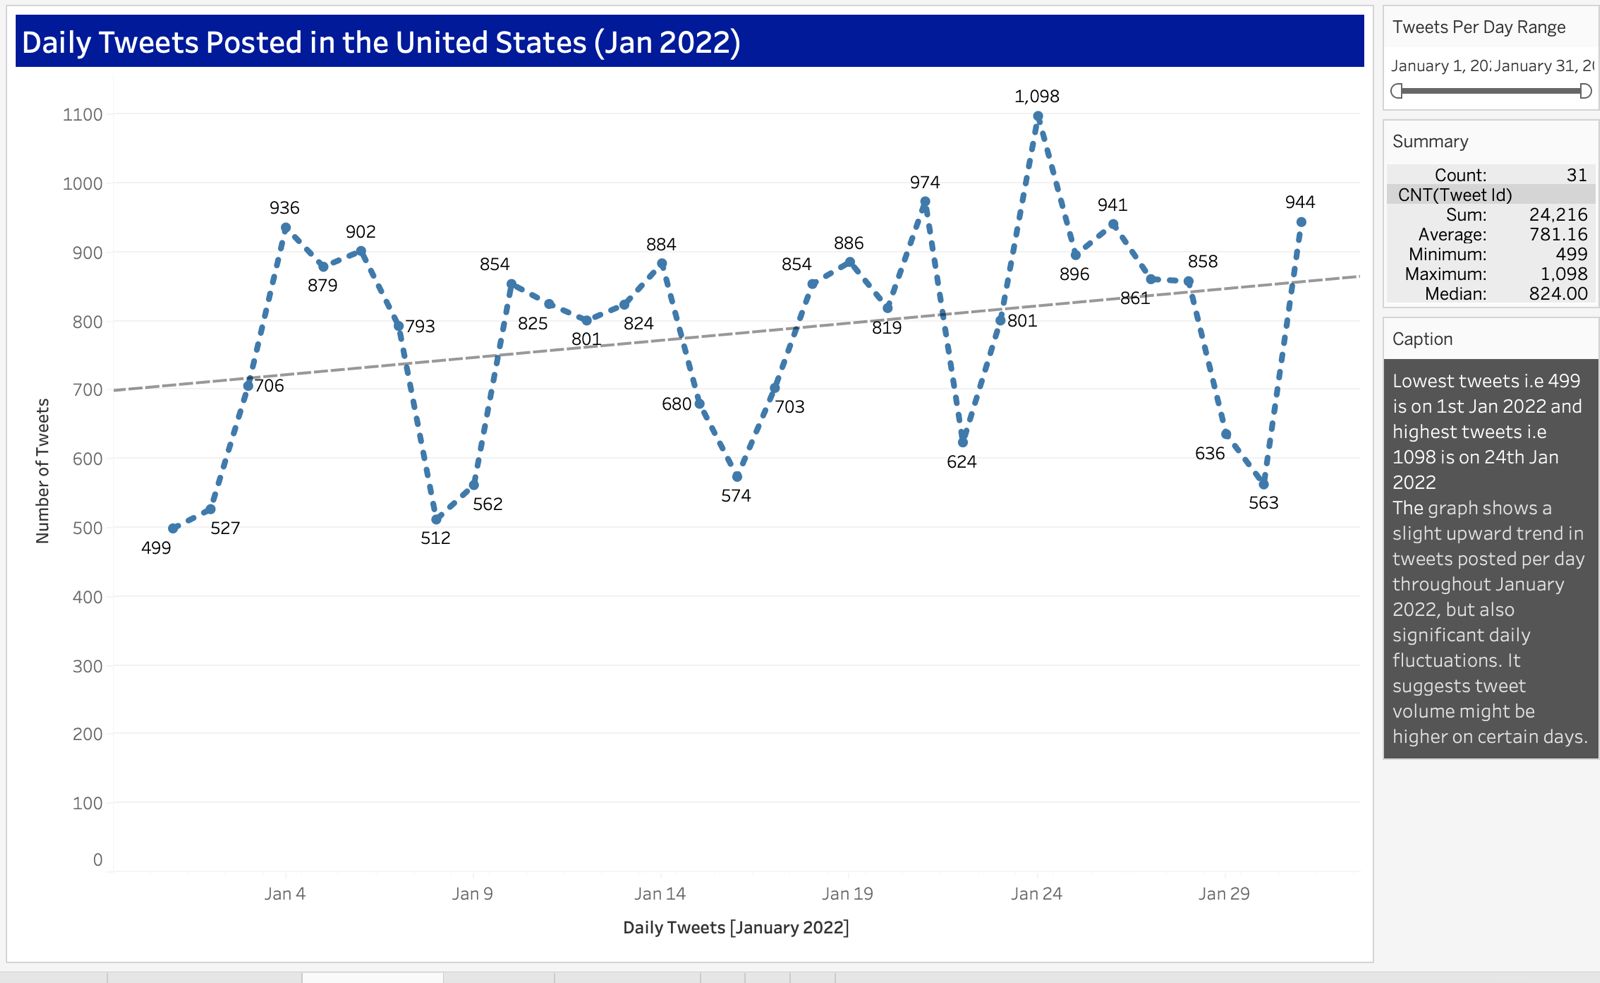 Daily Tweets Posted in the United States (Jan 2022)
1100
1000
900
800
700
600
500
400
300
200
100
0
Number of Tweets
499
527
706
936
879
902
793
512
562
854
825
801
824
884
680
574
703
854
886
819
974
624
801
1,098
896
941
861
858
636
563
944
Jan 4
Jan 9
Jan 14
Jan 19
Jan 24
Jan 29
Daily Tweets [January 2022]
Tweets Per Day Range
January 1, 20 January 31, 2
Summary
Count: 31
CNT(Tweet Id)
Sum: 24,216
Average: 781.16
Minimum: 499
Maximum: 1,098
Median: 824.00
Caption
Lowest tweets i.e 499
is on 1st Jan 2022 and
highest tweets i.e
1098 is on 24th Jan
2022
The graph shows a
slight upward trend in
tweets posted per day
throughout January
2022, but also
significant daily
fluctuations. It
suggests tweet
volume might be
higher on certain days.